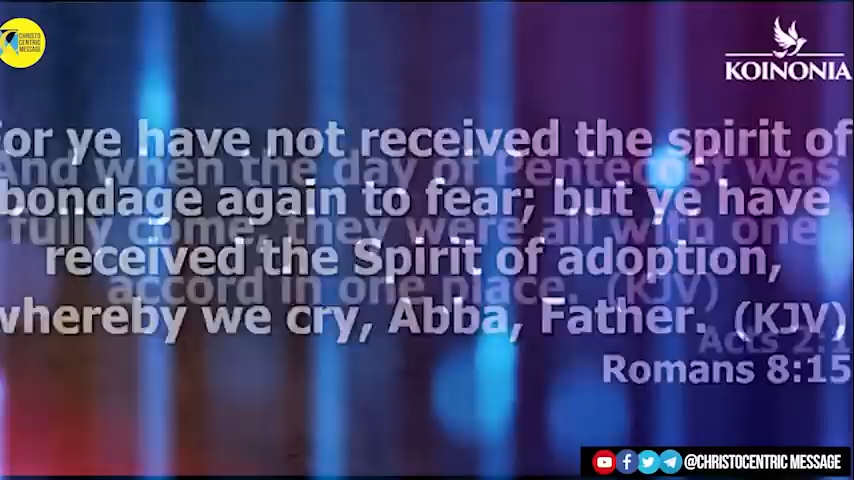 CHRISTO
CENTRIC
MESSAGE
KOINONIA
For ye have not received the spirit of
And when the day of Pentecost was
bondage again to fear; but ye have
fully come, they were all with one
received the Spirit of adoption,
accord in one place. (KJV)
whereby we cry, Abba, Father. (KJV)
Acts 2:1
Romans 8:15
@CHRISTOCENTRIC MESSAGE